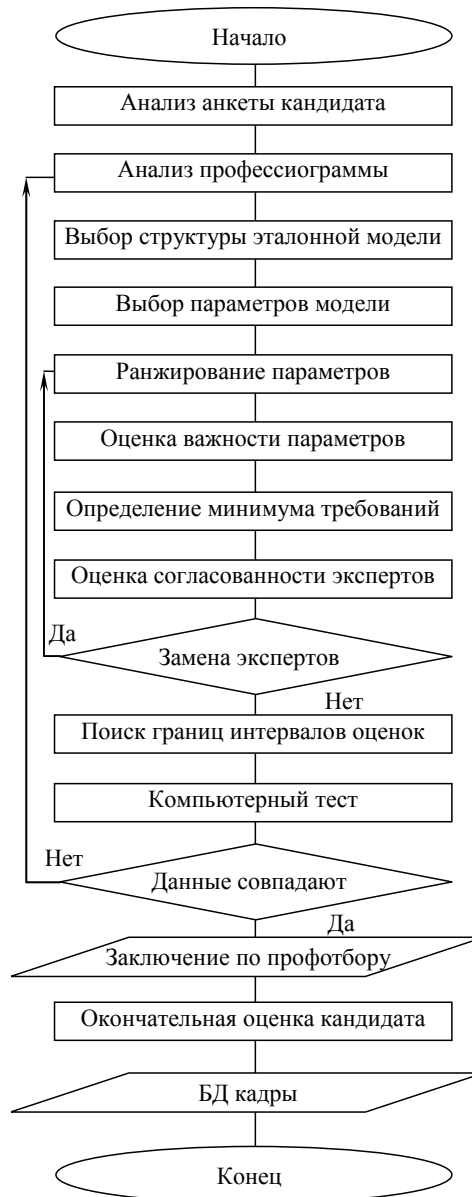 Начало
Анализ анкеты кандидата
Анализ профессиограммы
Выбор структуры эталонной модели
Выбор параметров модели
Ранжирование параметров
Оценка важности параметров
Определение минимума требований
Оценка согласованности экспертов
Да
Замена экспертов
Нет
Поиск границ интервалов оценок
Компьютерный тест
Нет
Данные совпадают
Да
Заключение по профотбору
Окончательная оценка кандидата
БД кадры
Конец